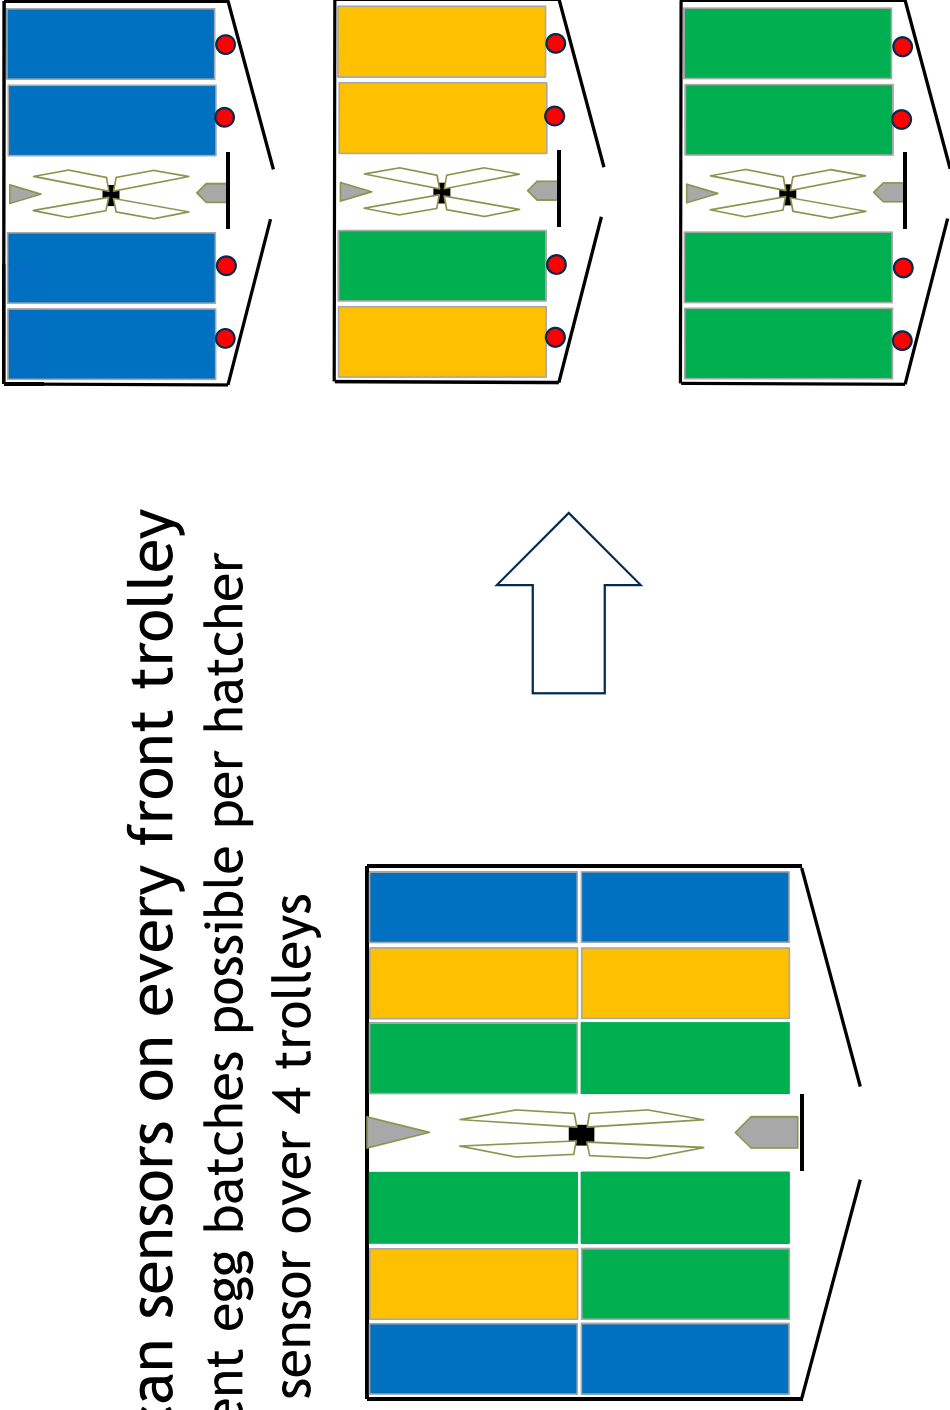 can sensors on every front trolley
ent egg batches possible per hatcher
sensor over 4 trolleys